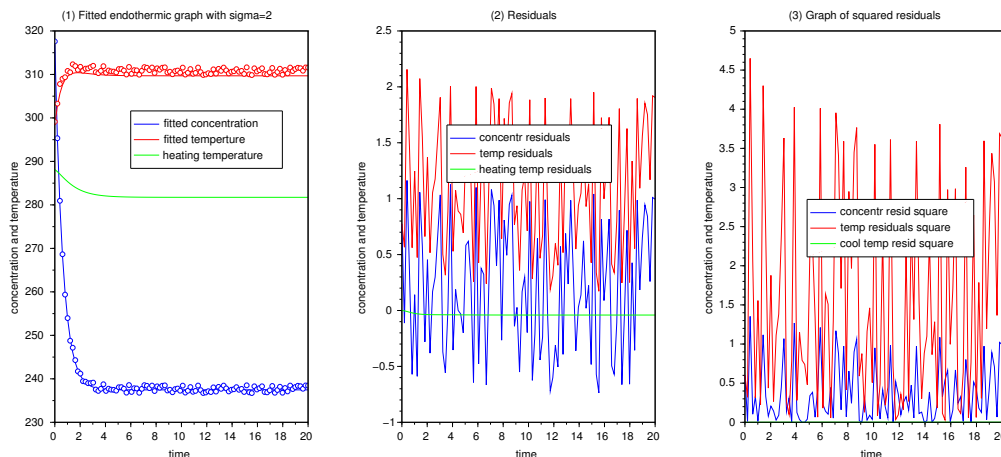 (1) Fitted endothermic graph with sigma=2
320
310
300
290
280
270
260
250
240
230
0 2 4 6 8 10 12 14 16 18 20
time
concentration and temperature
fitted concentration
fitted temperture
heating temperature
(2) Residuals
2.5
2
1.5
1
0.5
0
−0.5
−1
0 2 4 6 8 10 12 14 16 18 20
time
concentration and temperature
concentr residuals
temp residuals
heating temp residuals
(3) Graph of squared residuals
5
4.5
4
3.5
3
2.5
2
1.5
1
0.5
0
0 2 4 6 8 10 12 14 16 18 20
time
concentration and temperature
concentr resid square
temp residuals square
cool temp resid square